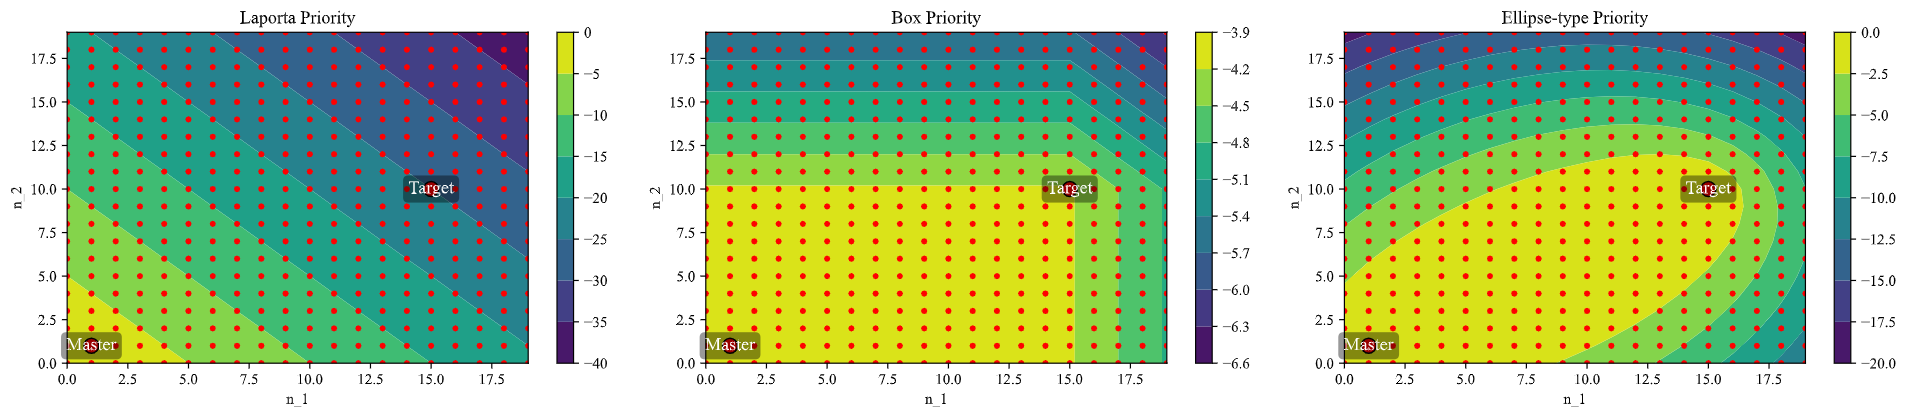 Laporta Priority
17.5
15.0
12.5
10.0
7.5
5.0
2.5
0.0
n_2
Target
Master
0.0 2.5 5.0 7.5 10.0 12.5 15.0 17.5
n_1
0
−5
−10
−15
−20
−25
−30
−35
−40
Box Priority
17.5
15.0
12.5
10.0
7.5
5.0
2.5
0.0
n_2
Target
Master
0.0 2.5 5.0 7.5 10.0 12.5 15.0 17.5
n_1
−3.9
−4.2
−4.5
−4.8
−5.1
−5.4
−5.7
−6.0
−6.3
−6.6
Ellipse-type Priority
17.5
15.0
12.5
10.0
7.5
5.0
2.5
0.0
n_2
Target
Master
0.0 2.5 5.0 7.5 10.0 12.5 15.0 17.5
n_1
0.0
−2.5
−5.0
−7.5
−10.0
−12.5
−15.0
−17.5
−20.0